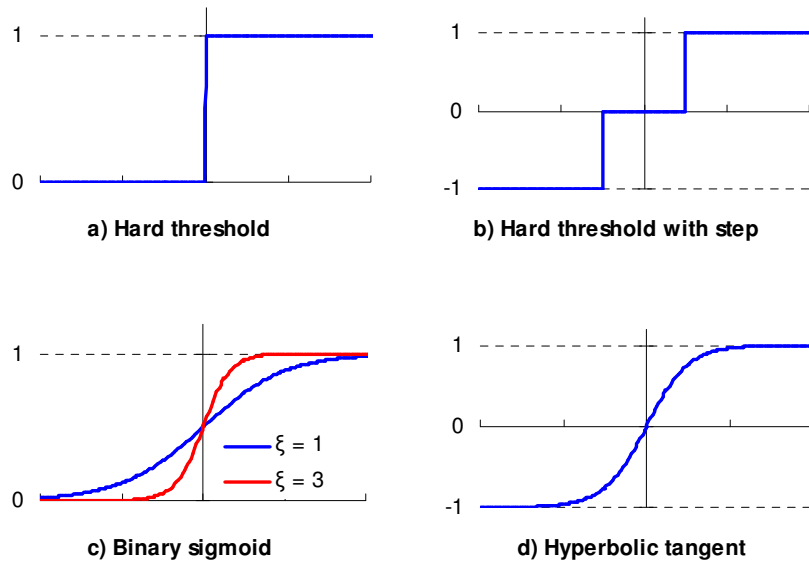 1
0
a) Hard threshold
1
0
-1
b) Hard threshold with step
1
0
ξ = 1
ξ = 3
c) Binary sigmoid
1
0
-1
d) Hyperbolic tangent